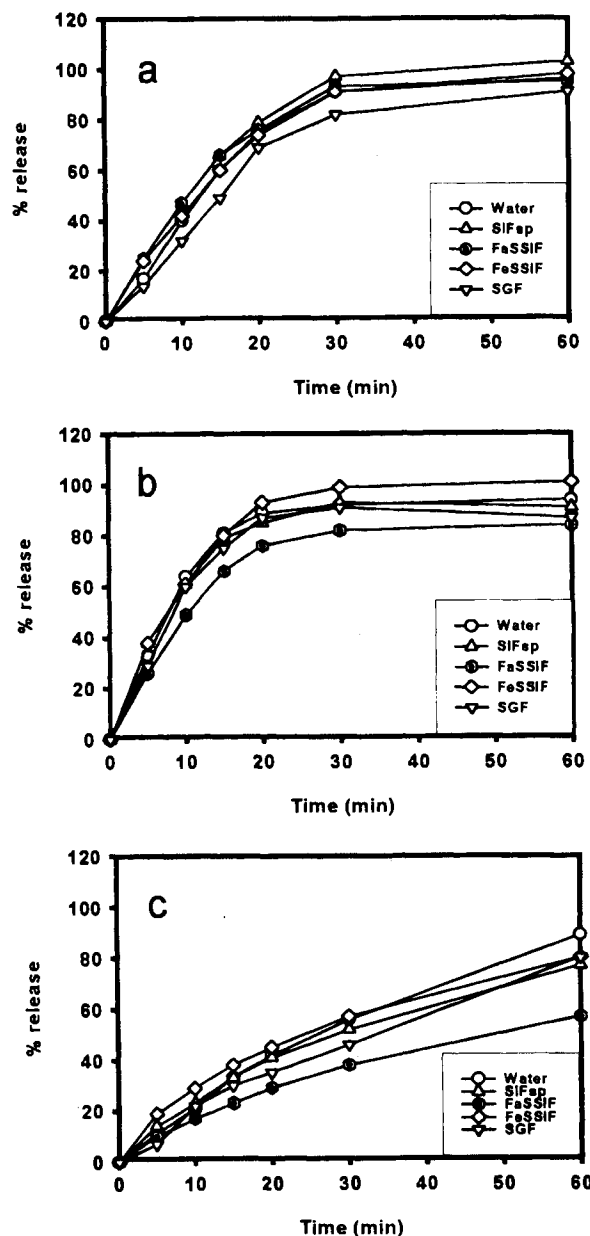 120
100
80
60
40
20
0
% release
a
Water
SIFsp
FaSSIF
FeSSIF
SGF
0 10 20 30 40 50 60
Time (min)
120
100
80
60
40
20
0
% release
b
Water
SIFsp
FaSSIF
FeSSIF
SGF
0 10 20 30 40 50 60
Time (min)
120
100
80
60
40
20
0
% release
c
Water
SIFsp
FaSSIF
FeSSIF
SGF
0 10 20 30 40 50 60
Time (min)